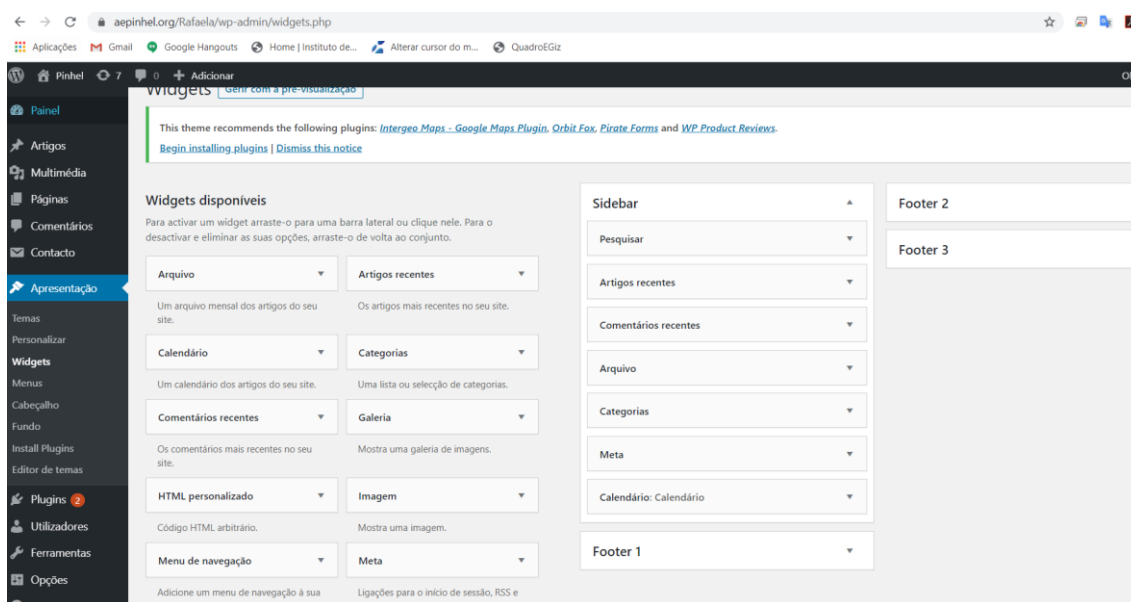 aepinhel.org/Rafaela/wp-admin/widgets.php
Aplicações Gmail Google Hangouts Home | Instituto de... Alterar cursor do m... QuadroEGiz
Pinhel 7 0 Adicionar
Widgets Gerir com a pré-visualização
Painel
Artigos
Multimédia
Páginas
Comentários
Contacto
Apresentação
Temas
Personalizar
Widgets
Menus
Cabeçalho
Fundo
Install Plugins
Editor de temas
Plugins 2
Utilizadores
Ferramentas
Opções
This theme recommends the following plugins: Intergeo Maps - Google Maps Plugin, Orbit Fox, Pirate Forms and WP Product Reviews.
Begin installing plugins | Dismiss this notice
Widgets disponíveis
Para activar um widget arraste-o para uma barra lateral ou clique nele. Para o
desactivar e eliminar as suas opções, arraste-o de volta ao conjunto.
Arquivo
Um arquivo mensal dos artigos do seu
site.
Artigos recentes
Os artigos mais recentes no seu site.
Calendário
Um calendário dos artigos do seu site.
Categorias
Uma lista ou selecção de categorias.
Comentários recentes
Os comentários mais recentes no seu
site.
Galeria
Mostra uma galeria de imagens.
HTML personalizado
Código HTML arbitrário.
Imagem
Mostra uma imagem.
Menu de navegação
Adicione um menu de navegação à sua
Meta
Ligações para o início de sessão, RSS e
Sidebar
Pesquisar
Artigos recentes
Comentários recentes
Arquivo
Categorias
Meta
Calendário: Calendário
Footer 1
Footer 2
Footer 3